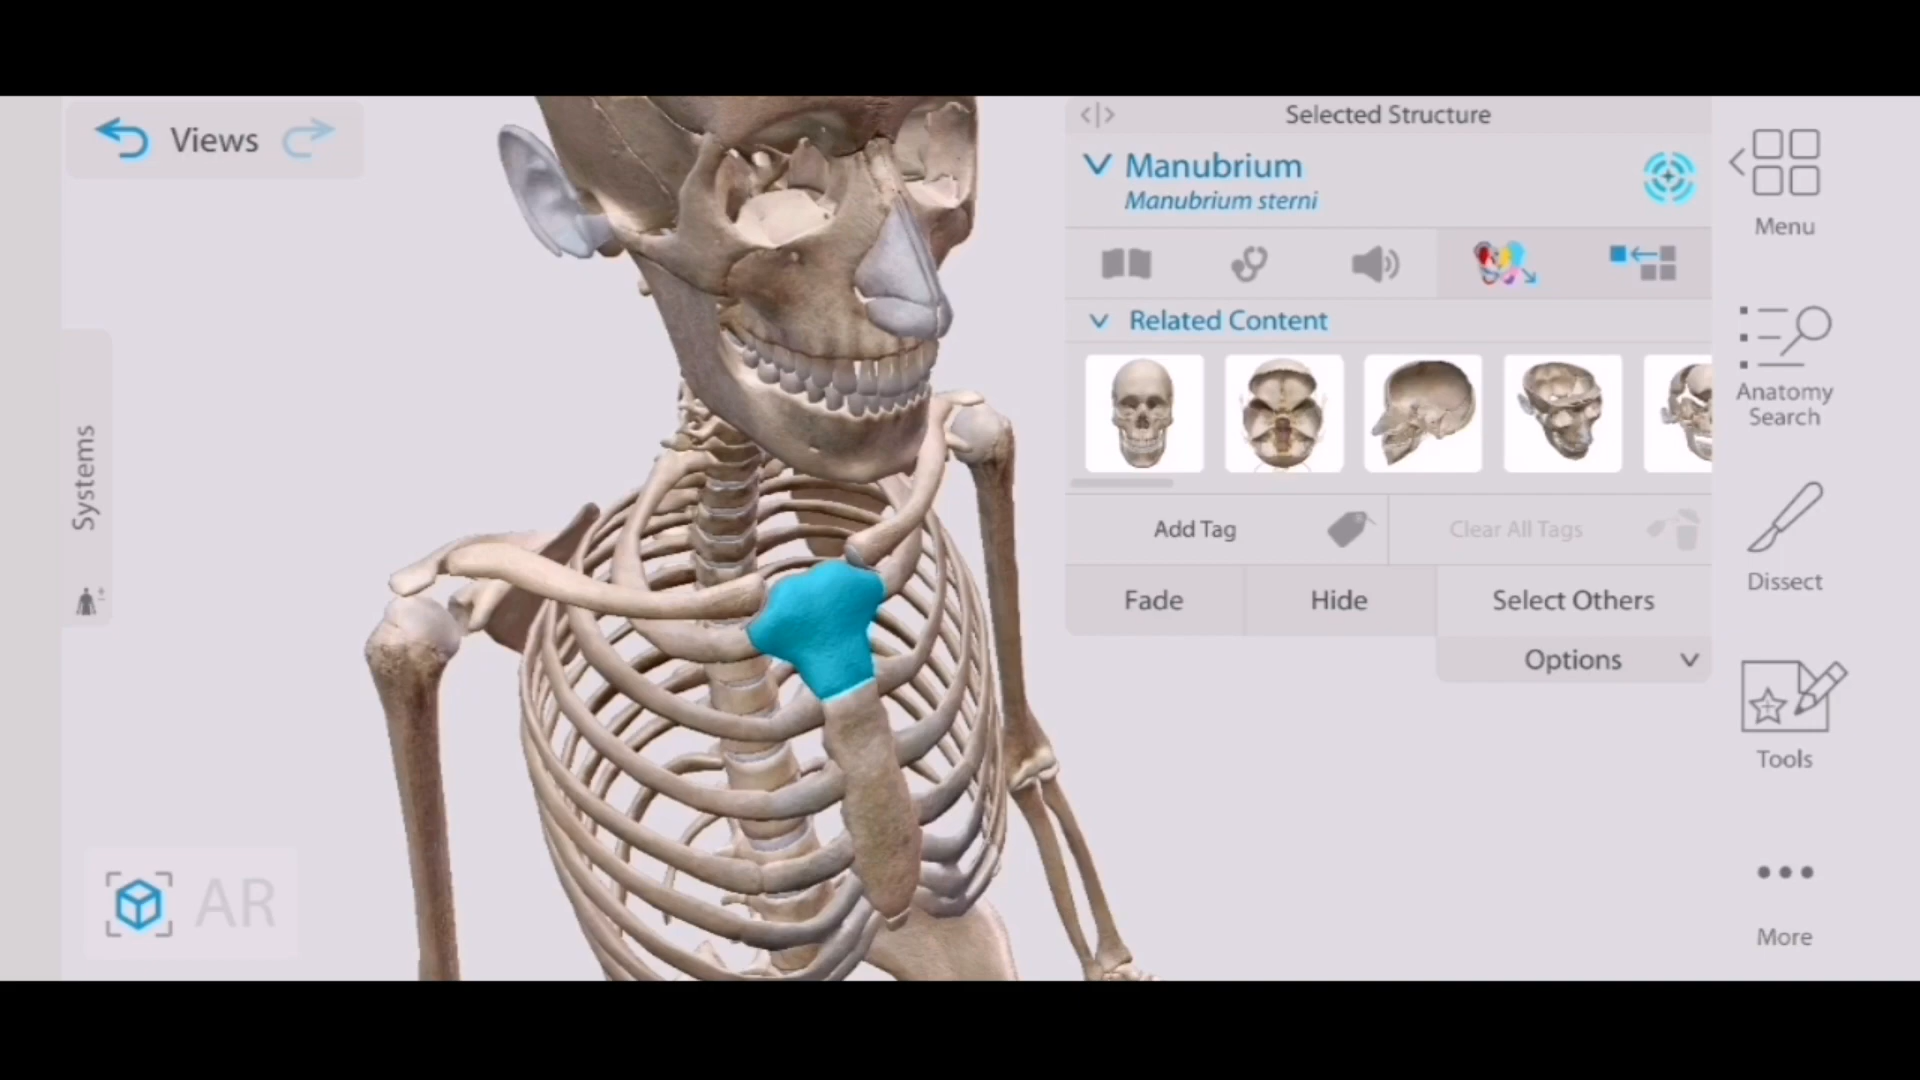 Views
Systems
AR
Selected Structure
Manubrium
Manubrium sterni
Related Content
Add Tag
Clear All Tags
Fade
Hide
Select Others
Options
Menu
Anatomy
Search
Dissect
Tools
More